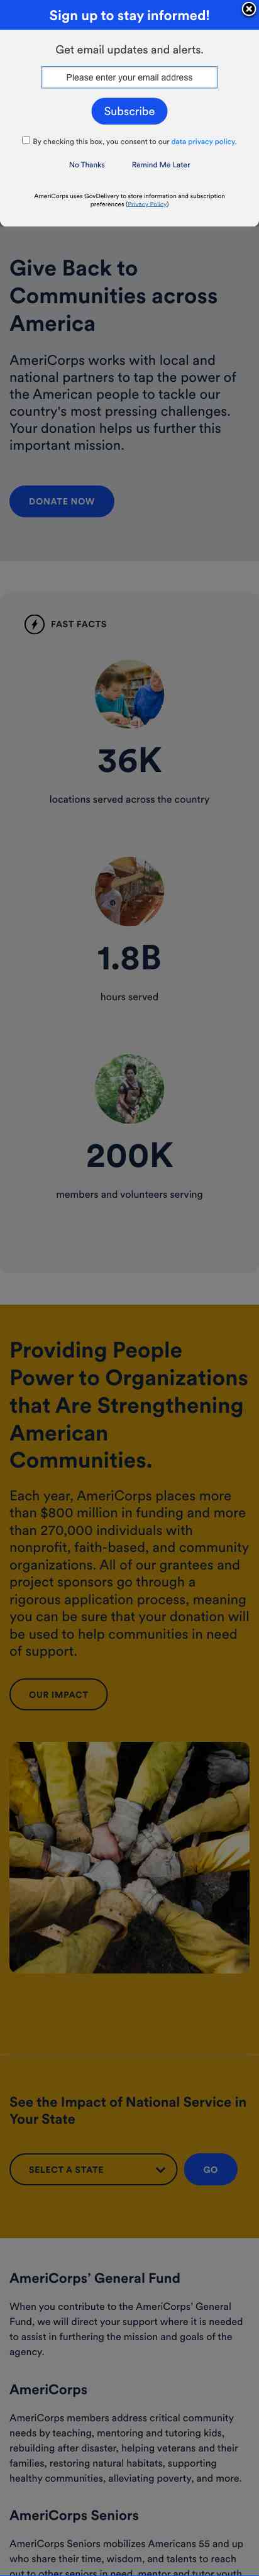 Sign up to stay informed!
Get email updates and alerts.
Please enter your email address
Subscribe
By checking this box, you consent to our data privacy policy.
No Thanks Remind Me Later
AmeriCorps uses GovDelivery to store information and subscription
preferences (Privacy Policy)
Give Back to
Communities across
America
AmeriCorps works with local and
national partners to tap the power of
the American people to tackle our
country's most pressing challenges.
Your donation helps us further this
important mission.
DONATE NOW
FAST FACTS
36K
locations served across the country
1.8B
hours served
200K
members and volunteers serving
Providing People
Power to Organizations
that Are Strengthening
American
Communities.
Each year, AmeriCorps places more
than $800 million in funding and more
than 270,000 individuals with
nonprofit, faith-based, and community
organizations. All of our grantees and
project sponsors go through a
rigorous application process, meaning
you can be sure that your donation will
be used to help communities in need
of support.
OUR IMPACT
See the Impact of National Service in
Your State
SELECT A STATE
GO
AmeriCorps’ General Fund
When you contribute to the AmeriCorps’ General
Fund, we will direct your support where it is needed
to assist in furthering the mission and goals of the
agency.
AmeriCorps
AmeriCorps members address critical community
needs by teaching, mentoring and tutoring kids,
rebuilding after disaster, helping veterans and their
families, restoring natural habitats, supporting
healthy communities, alleviating poverty, and more.
AmeriCorps Seniors
AmeriCorps Seniors mobilizes Americans 55 and up
who share their time, wisdom, and talents to reach
out to other seniors in need, mentor and tutor youth